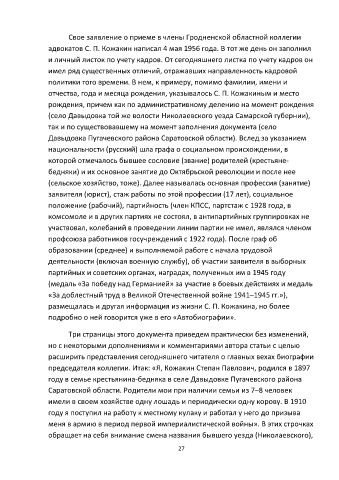 Свое заявление о приеме в члены Гродненской областной коллегии
адвокатов С. П. Кожакин написал 4 мая 1956 года. В тот же день он заполнил
и личный листок по учету кадров. От сегодняшнего листка по учету кадров он
имел ряд существенных отличий, отражавших направленность кадровой
политики того времени. В нем, к примеру, помимо фамилии, имени и
отчества, года и месяца рождения, указывалось С. П. Кожакиным и место
рождения, причем как по административному делению на момент рождения
(село Давыдовка той же волости Николаевского уезда Самарской губернии),
так и по существовавшему на момент заполнения документа (село
Давыдовка Пугачевского района Саратовской области). Вслед за указанием
национальности (русский) шла графа о социальном происхождении, в
которой отмечалось бывшее сословие (звание) родителей (крестьяне-
бедняки) и их основное занятие до Октябрьской революции и после нее
(сельское хозяйство, тоже). Далее называлась основная профессия (занятие)
заявителя (юрист), стаж работы по этой профессии (17 лет), социальное
положение (рабочий), партийность (член КПСС, партстаж с 1928 года, в
комсомоле и в других партиях не состоял, в антипартийных группировках не
участвовал, колебаний в проведении линии партии не имел, являлся членом
профсоюза работников госучреждений с 1922 года). После граф об
образовании (среднее) и выполняемой работе с начала трудовой
деятельности (включая военную службу), об участии заявителя в выборных
партийных и советских органах, наградах, полученных им в 1945 году
(медаль «За победу над Германией» за участие в боевых действиях и медаль
«За доблестный труд в Великой Отечественной войне 1941–1945 гг.»),
размещалась и другая информация из жизни С. П. Кожакина, но более
подробно о ней говорится уже в его «Автобиографии».
Три страницы этого документа приведем практически без изменений,
но с некоторыми дополнениями и комментариями автора статьи с целью
расширить представления сегодняшнего читателя о главных вехах биографии
председателя коллегии. Итак: «Я, Кожакин Степан Павлович, родился в 1897
году в семье крестьянина-бедняка в селе Давыдовке Пугачевского района
Саратовской области. Родители мои при наличии семьи из 7–8 человек
имели в своем хозяйстве одну лошадь и периодически одну корову. В 1910
году я поступил на работу к местному кулаку и работал у него до призыва
меня в армию в период первой империалистической войны». В этих строчках
обращает на себя внимание смена названия бывшего уезда (Николаевского),
27